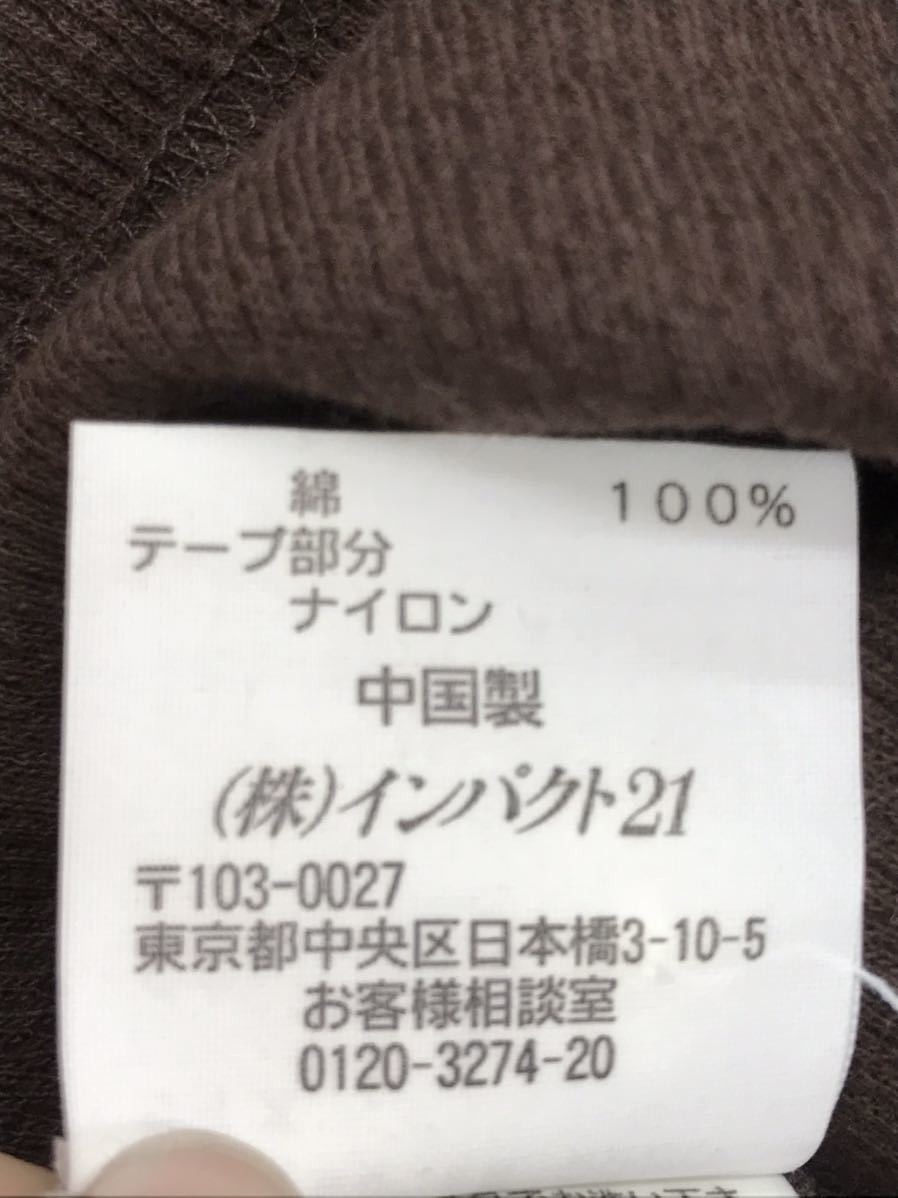 綿 100%
テープ部分
ナイロン
中国製
(株)インパクト21
〒103-0027
東京都中央区日本橋3-10-5
お客様相談室
0120-3274-20